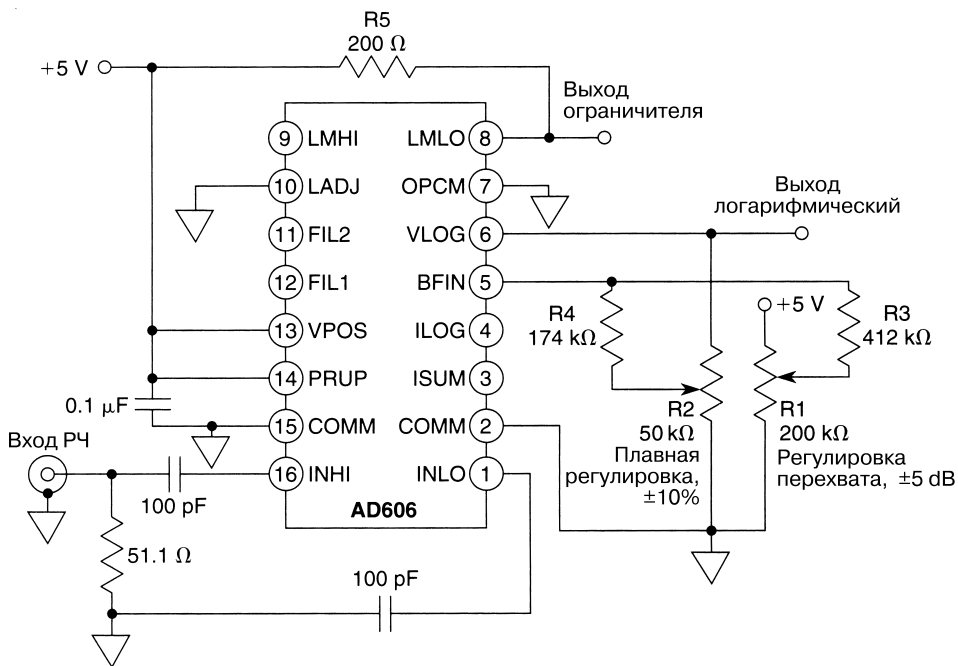 R5
200 Ω
+5 V
Выход
ограничителя
9 LMHI
LMLO 8
10 LADJ
OPCM 7
Выход
логарифмический
11 FIL2
VLOG 6
12 FIL1
BFIN 5
+5 V
R4
174 kΩ
R3
412 kΩ
13 VPOS
ILOG 4
14 PRUP
ISUM 3
0.1 μF
15 COMM
COMM 2
R2
50 kΩ
Плавная
регулировка,
±10%
R1
200 kΩ
Регулировка
перехвата, ±5 dB
Вход РЧ
16 INHI
INLO 1
100 pF
AD606
51.1 Ω
100 pF